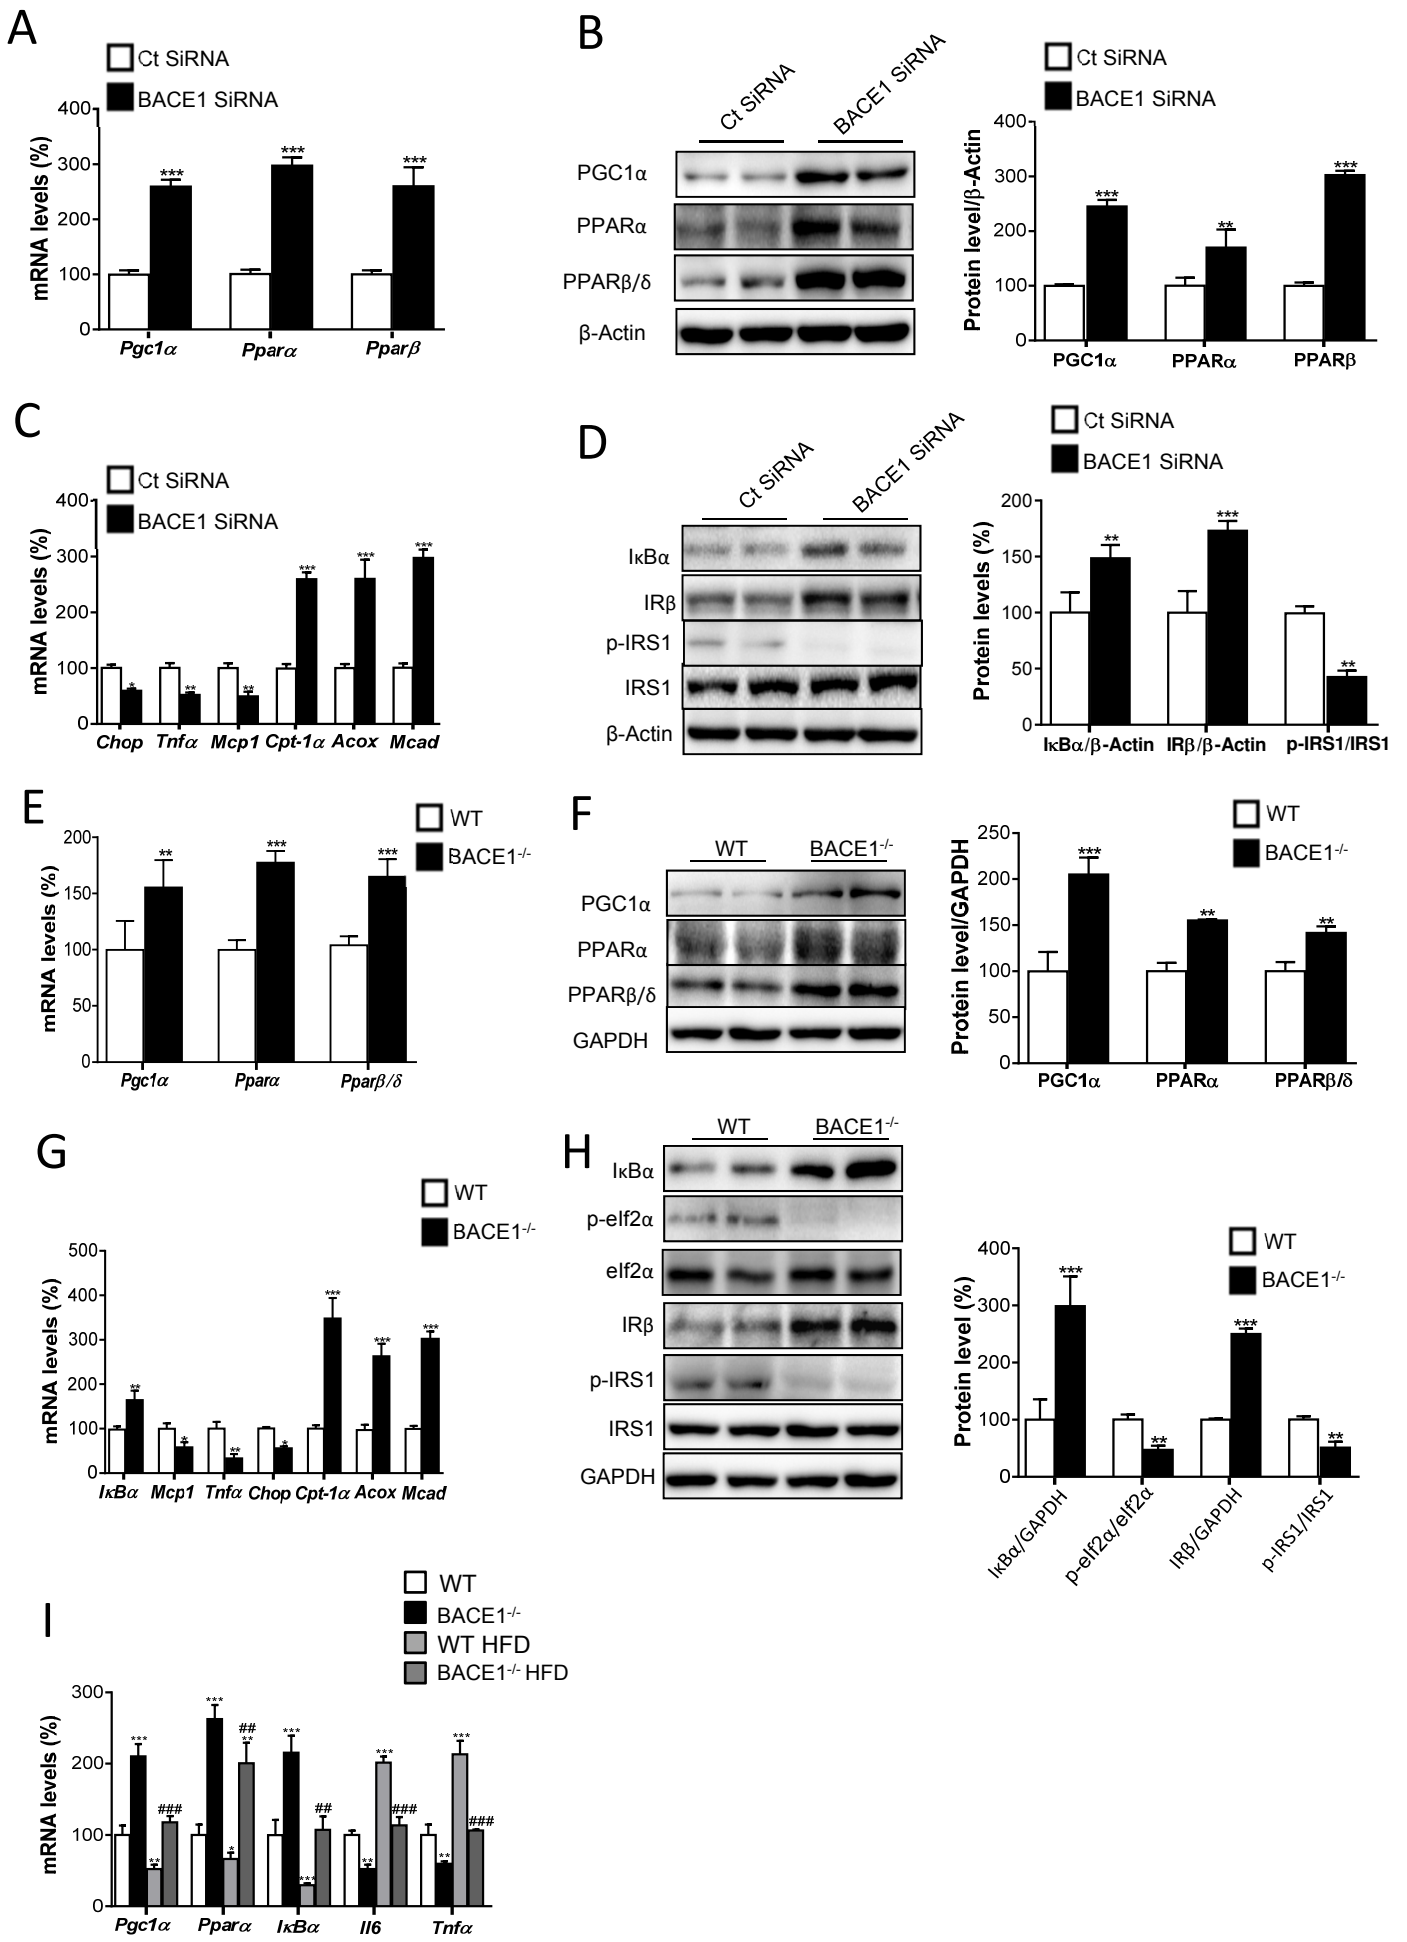 A
Ct SiRNA
BACE1 SiRNA
mRNA levels (%)
400
300
200
100
0
***
***
***
Pgc1α
Pparα
Pparβ
B
Ct SiRNA
BACE1 SiRNA
PGC1α
PPARα
PPARβ/δ
β-Actin
Ct SiRNA
BACE1 SiRNA
Protein level/β-Actin
400
300
200
100
0
***
**
***
PGC1α
PPARα
PPARβ
C
Ct SiRNA
BACE1 SiRNA
mRNA levels (%)
400
300
200
100
0
*
**
**
***
***
***
Chop
Tnfα
Mcp1
Cpt-1α
Acox
Mcad
D
Ct SiRNA
BACE1 SiRNA
IκBα
IRβ
p-IRS1
IRS1
β-Actin
Ct SiRNA
BACE1 SiRNA
Protein levels (%)
200
150
100
50
0
**
***
**
IκBα/β-Actin
IRβ/β-Actin
p-IRS1/IRS1
E
WT
BACE1-/-
mRNA levels (%)
200
150
100
50
0
**
***
***
Pgc1α
Pparα
Pparβ/δ
F
WT
BACE1-/-
PGC1α
PPARα
PPARβ/δ
GAPDH
WT
BACE1-/-
Protein level/GAPDH
250
200
150
100
50
0
***
**
**
PGC1α
PPARα
PPARβ/δ
G
WT
BACE1-/-
mRNA levels (%)
500
400
300
200
100
0
**
*
**
*
***
***
***
IκBα
Mcp1
Tnfα
Chop
Cpt-1α
Acox
Mcad
H
WT
BACE1-/-
IκBα
p-eIf2α
eIf2α
IRβ
p-IRS1
IRS1
GAPDH
WT
BACE1-/-
Protein level (%)
400
300
200
100
0
***
**
***
**
IκBα/GAPDH
p-eIf2α/eIf2α
IRβ/GAPDH
p-IRS1/IRS1
I
WT
BACE1-/-
WT HFD
BACE1-/- HFD
mRNA levels (%)
300
200
100
0
***
**
###
***
*
##
**
***
***
##
**
***
###
**
***
###
Pgc1α
Pparα
IκBα
Il6
Tnfα